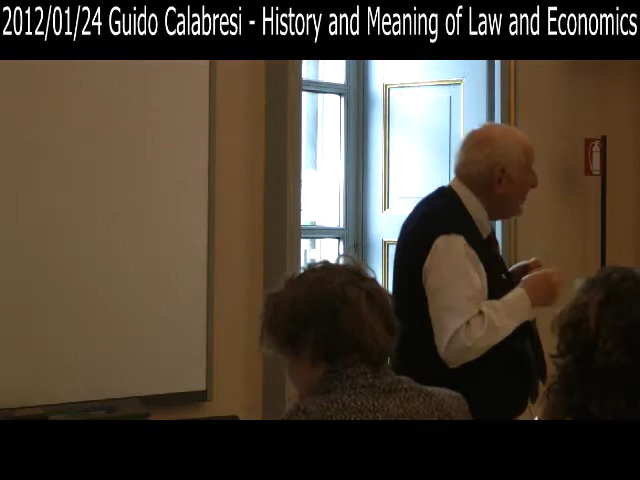 2012/01/24 Guido Calabresi - History and Meaning of Law and Economics